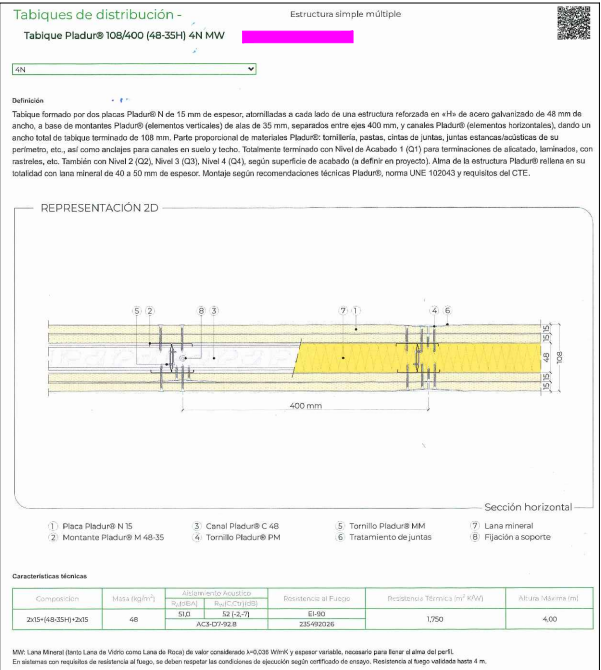 Tabiques de distribución -
Estructura simple múltiple
Tabique Pladur® 108/400 (48-35H) 4N MW
4N
Definición
Tabique formado por dos placas Pladur® N de 15 mm de espesor, atornilladas a cada lado de una estructura reforzada en «H» de acero galvanizado de 48 mm de
ancho, a base de montantes Pladur® (elementos verticales) de alas de 35 mm, separados entre ejes 400 mm, y canales Pladur® (elementos horizontales), dando un
ancho total de tabique terminado de 108 mm. Parte proporcional de materiales Pladur®: tornillería, pastas, cintas de juntas, juntas estancas/acústicas de su
perímetro, etc., así como anclajes para canales en suelo y techo. Totalmente terminado con Nivel de Acabado 1 (Q1) para terminaciones de alicatado, laminados, con
rastreles, etc. También con Nivel 2 (Q2), Nivel 3 (Q3), Nivel 4 (Q4), según superficie de acabado (a definir en proyecto). Alma de la estructura Pladur® rellena en su
totalidad con lana mineral de 40 a 50 mm de espesor. Montaje según recomendaciones técnicas Pladur®, norma UNE 102043 y requisitos del CTE.
REPRESENTACIÓN 2D
5 2 8 3 7 1 4 6
15 15
48
15 15
108
400 mm
Sección horizontal
1 Placa Pladur® N 15
3 Canal Pladur® C 48
5 Tornillo Pladur® MM
7 Lana mineral
2 Montante Pladur® M 48-35
4 Tornillo Pladur® PM
6 Tratamiento de juntas
8 Fijación a soporte
Características técnicas
Composición
Masa (kg/m²)
Aislamiento Acústico
Resistencia al Fuego
Resistencia Térmica (m² K/W)
Altura Máxima (m)
2x15+(48-35H)+2x15
48
51,0
52 (-2,-7)
EI-90
1,750
4,00
AC3-D7-92,8
235492026
MW: Lana Mineral (tanto Lana de Vidrio como Lana de Roca) de valor considerado λ=0,036 W/mK y espesor variable, necesario para llenar el alma del perfil.
En sistemas con requisitos de resistencia al fuego, se deben respetar las condiciones de ejecución según certificado de ensayo. Resistencia al fuego validada hasta 4 m.